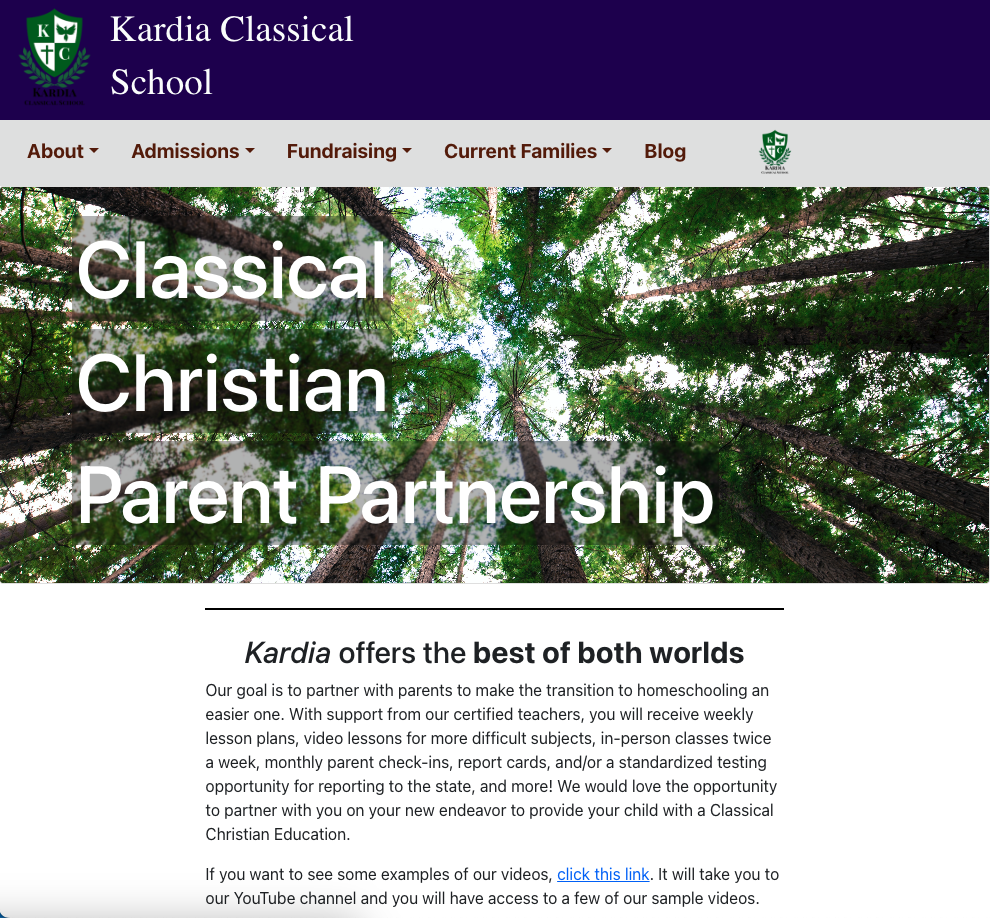 K
C
KARDIA
CLASSICAL SCHOOL
Kardia Classical
School
About
Admissions
Fundraising
Current Families
Blog
KARDIA
CLASSICAL SCHOOL
Classical
Christian
Parent Partnership
Kardia offers the best of both worlds
Our goal is to partner with parents to make the transition to homeschooling an
easier one. With support from our certified teachers, you will receive weekly
lesson plans, video lessons for more difficult subjects, in-person classes twice
a week, monthly parent check-ins, report cards, and/or a standardized testing
opportunity for reporting to the state, and more! We would love the opportunity
to partner with you on your new endeavor to provide your child with a Classical
Christian Education.
If you want to see some examples of our videos, click this link. It will take you to
our YouTube channel and you will have access to a few of our sample videos.